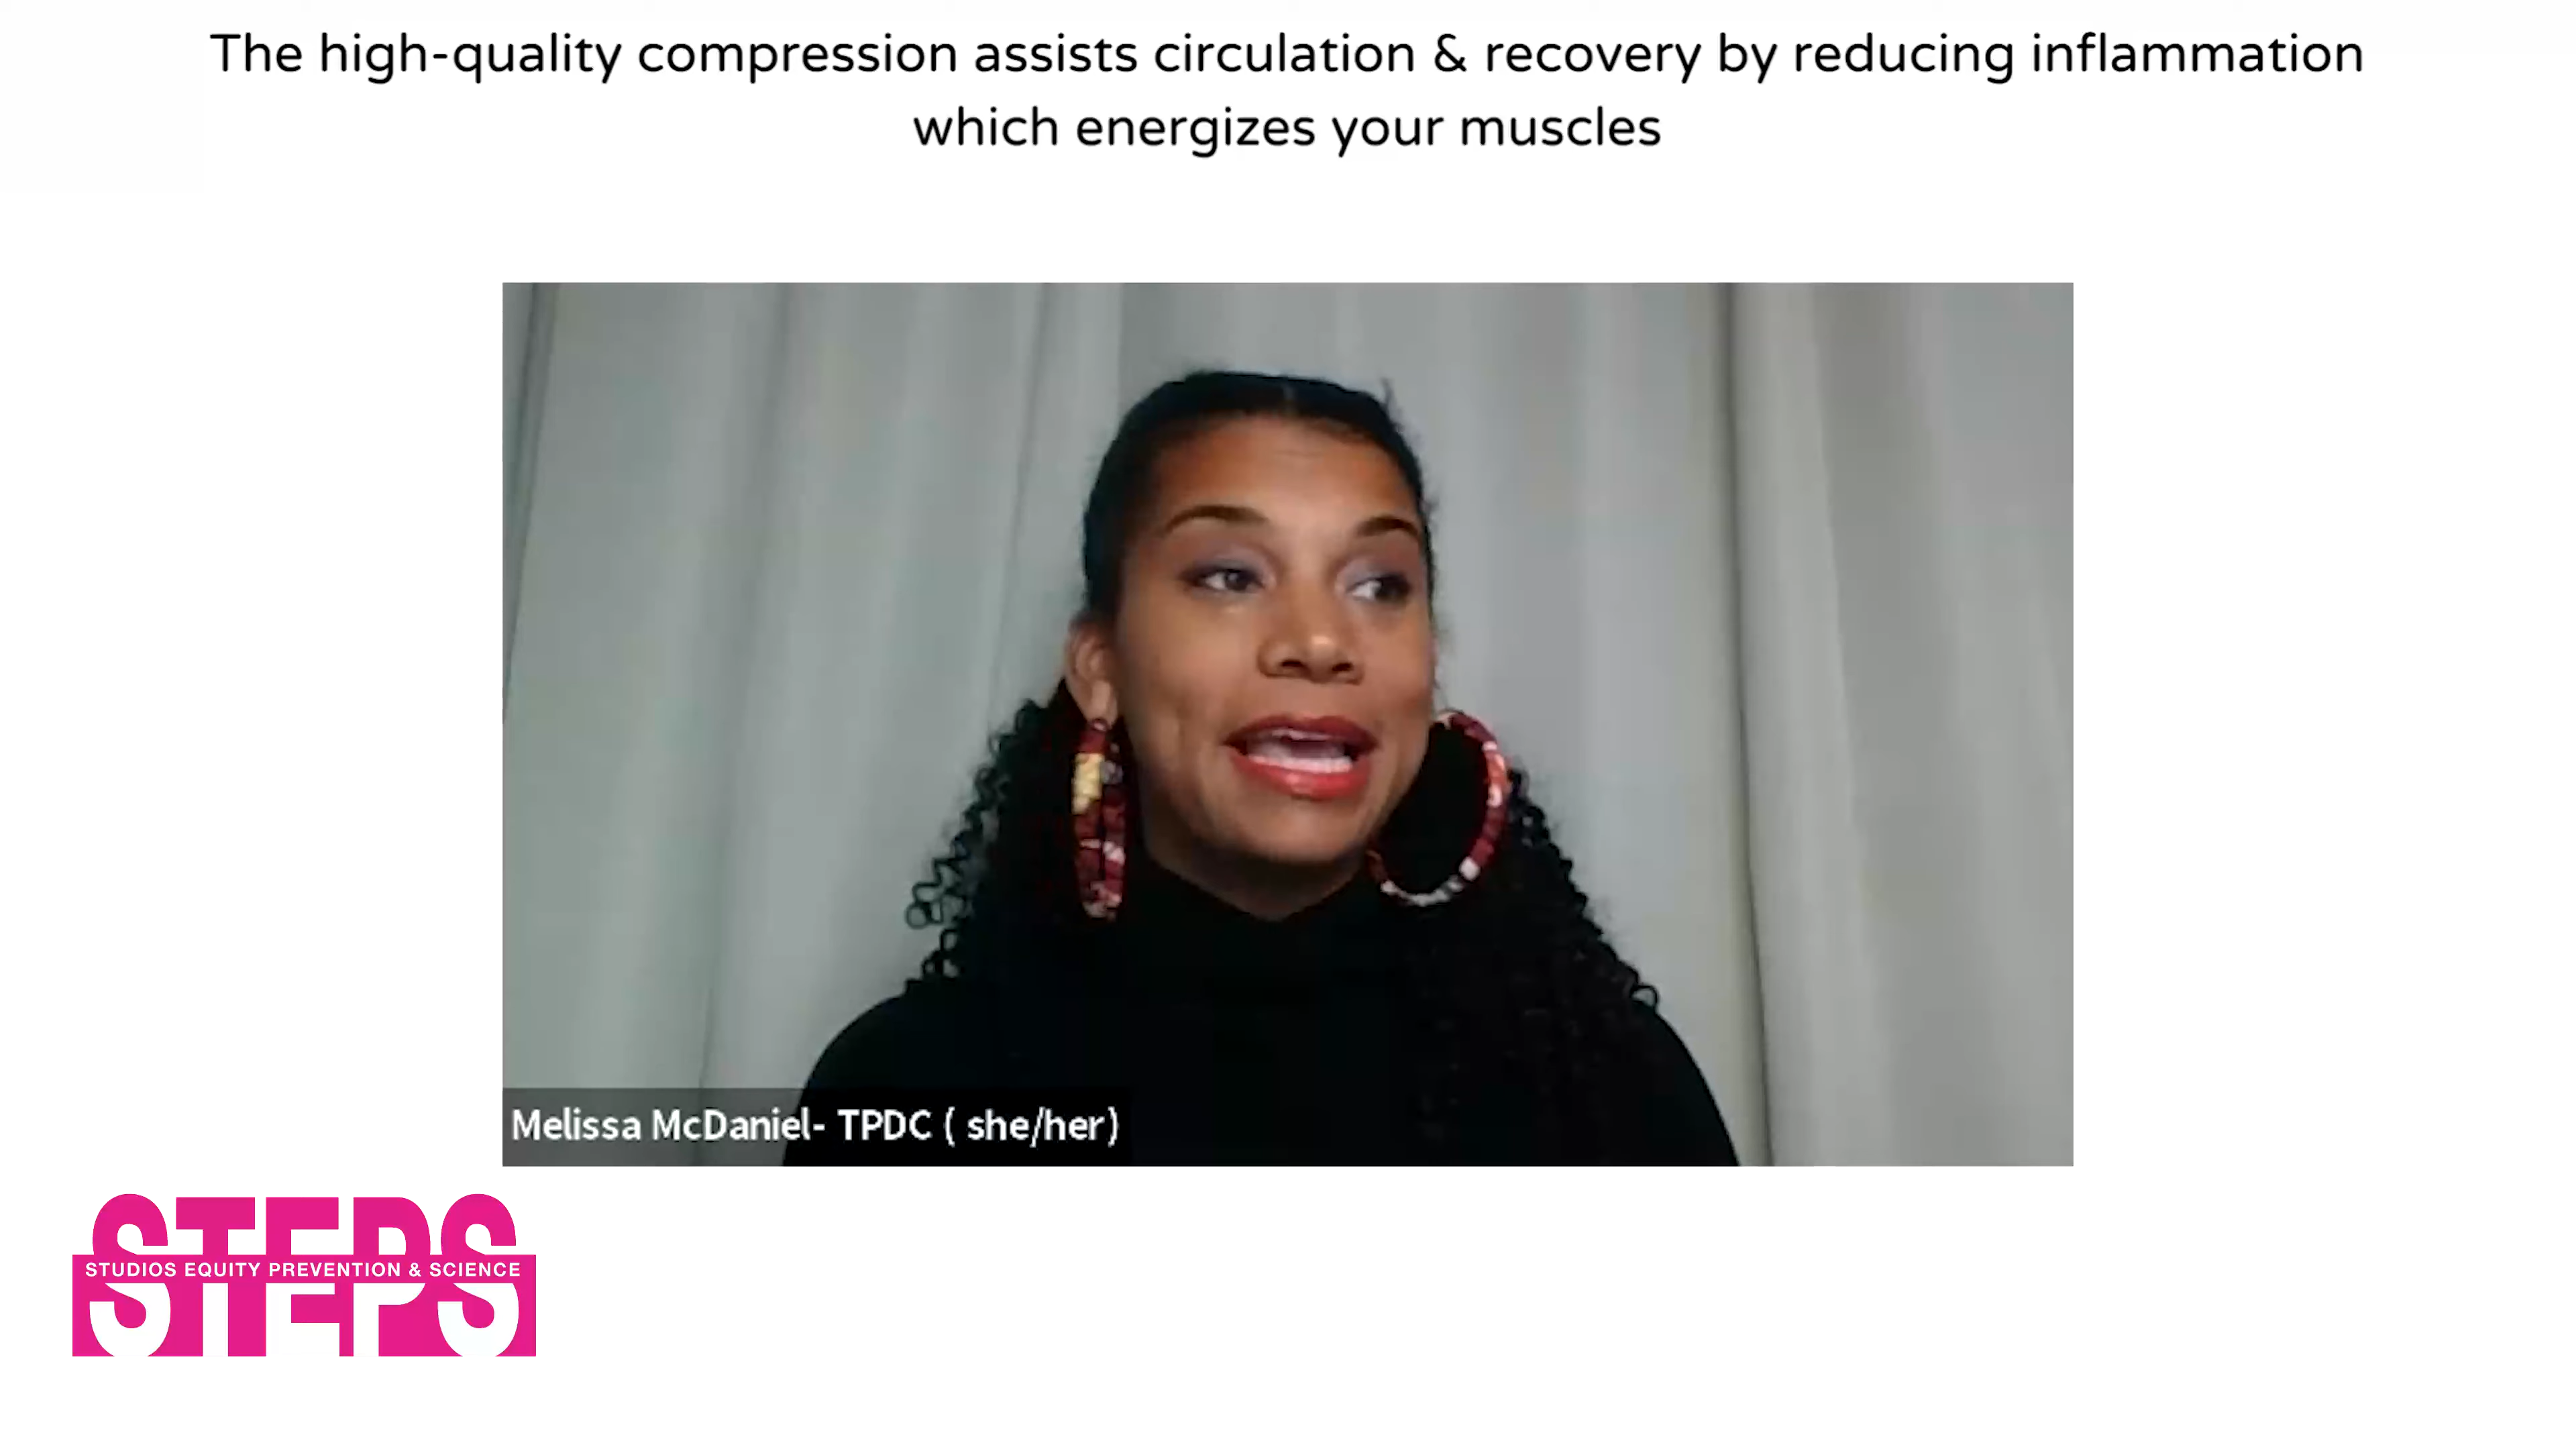 The high-quality compression assists circulation & recovery by reducing inflammation
which energizes your muscles
Melissa McDaniel- TPDC ( she/her)
STEPS
STUDIOS EQUITY PREVENTION & SCIENCE